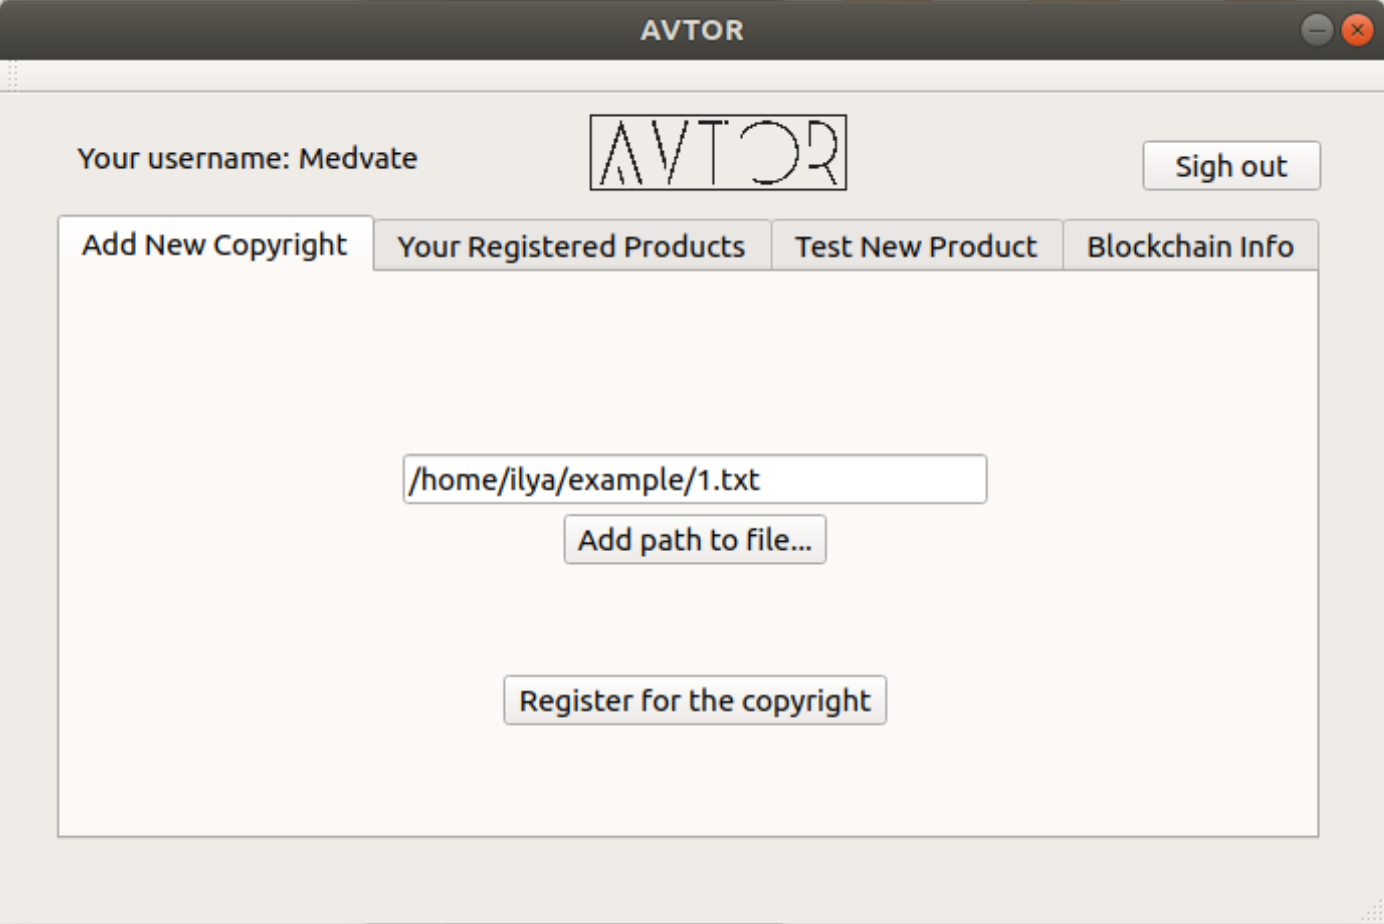 AVTOR
Your username: Medvate
AVTOR
Sigh out
Add New Copyright
Your Registered Products
Test New Product
Blockchain Info
/home/ilya/example/1.txt
Add path to file...
Register for the copyright